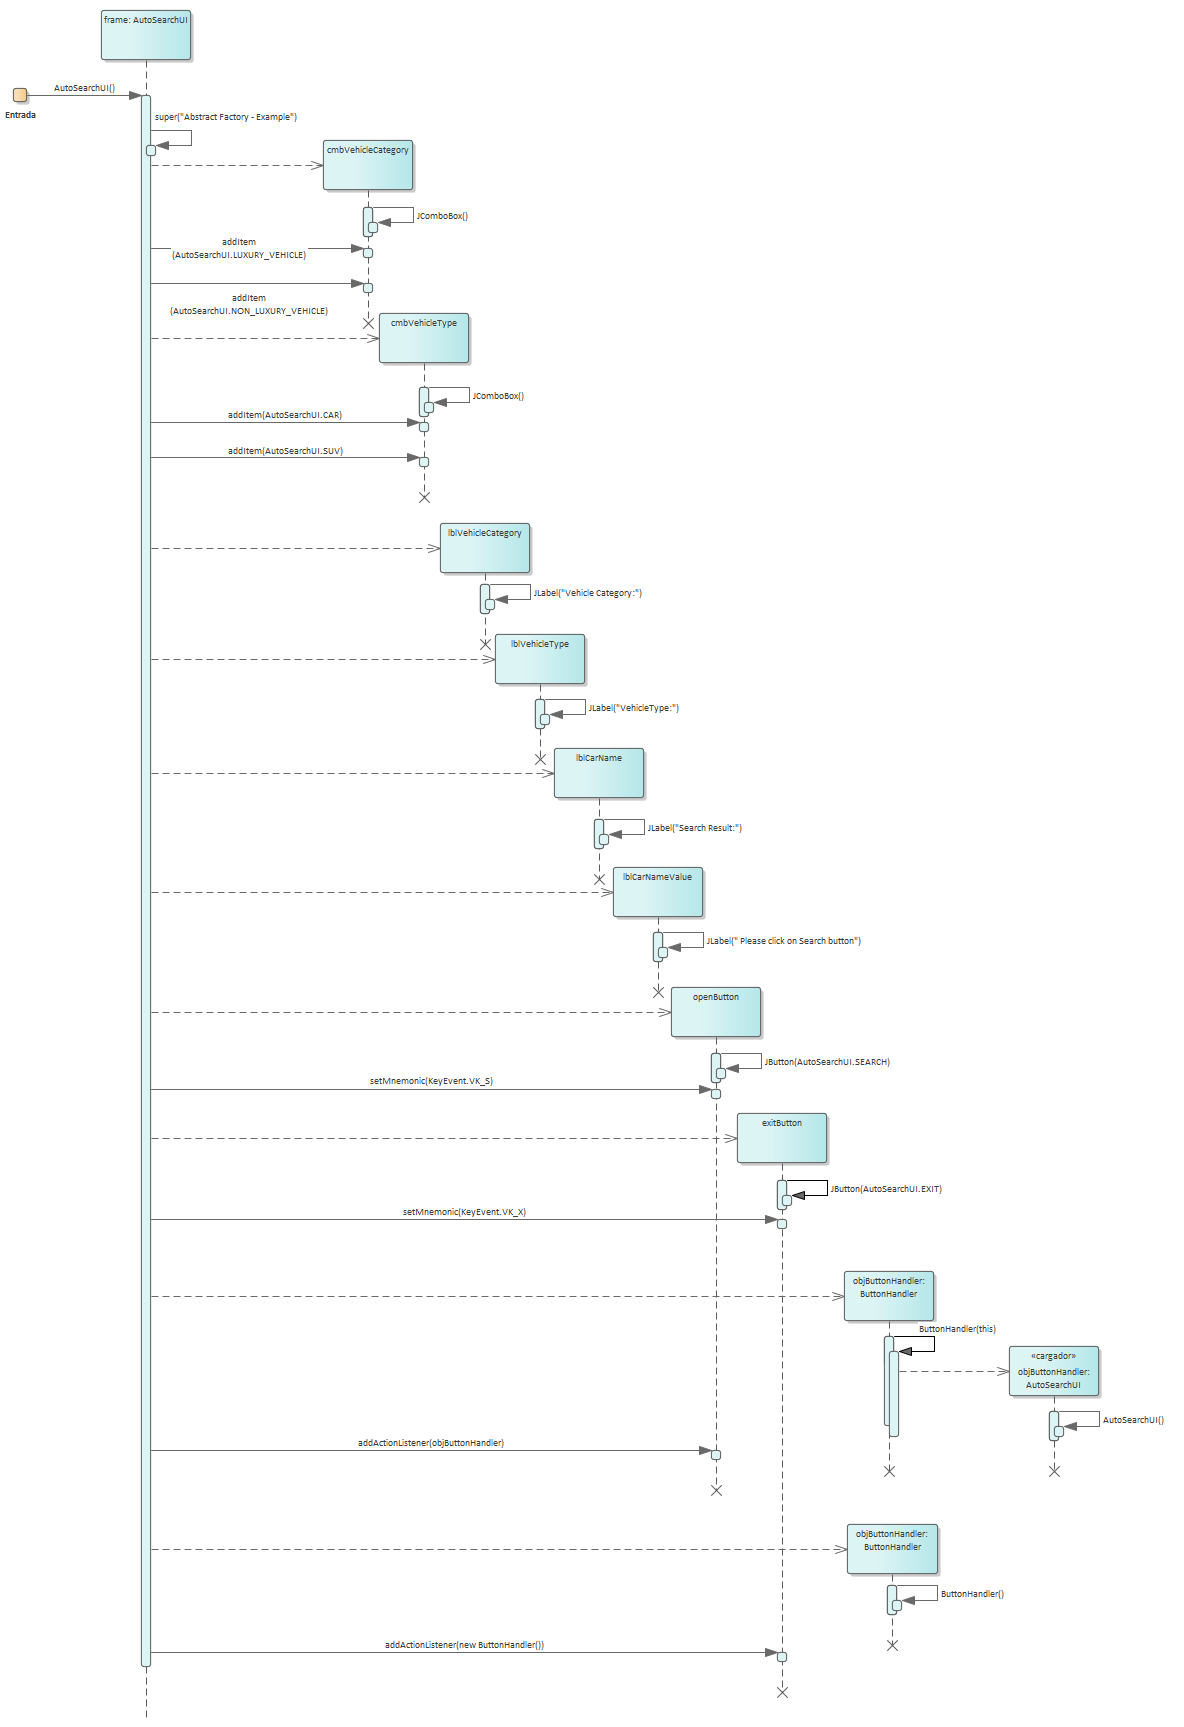 frame: AutoSearchUI
AutoSearchUI()
Entrada
super("Abstract Factory - Example")
cmbVehicleCategory
JComboBox()
addItem
(AutoSearchUI.LUXURY_VEHICLE)
addItem
(AutoSearchUI.NON_LUXURY_VEHICLE)
cmbVehicleType
JComboBox()
addItem(AutoSearchUI.CAR)
addItem(AutoSearchUI.SUV)
lblVehicleCategory
JLabel("Vehicle Category:")
lblVehicleType
JLabel("VehicleType:")
lblCarName
JLabel("Search Result:")
lblCarNameValue
JLabel(" Please click on Search button")
openButton
JButton(AutoSearchUI.SEARCH)
setMnemonic(KeyEvent.VK_S)
exitButton
JButton(AutoSearchUI.EXIT)
setMnemonic(KeyEvent.VK_X)
objButtonHandler:
ButtonHandler
ButtonHandler(this)
«cargador»
objButtonHandler:
AutoSearchUI
AutoSearchUI()
addActionListener(objButtonHandler)
objButtonHandler:
ButtonHandler
ButtonHandler()
addActionListener(new ButtonHandler())